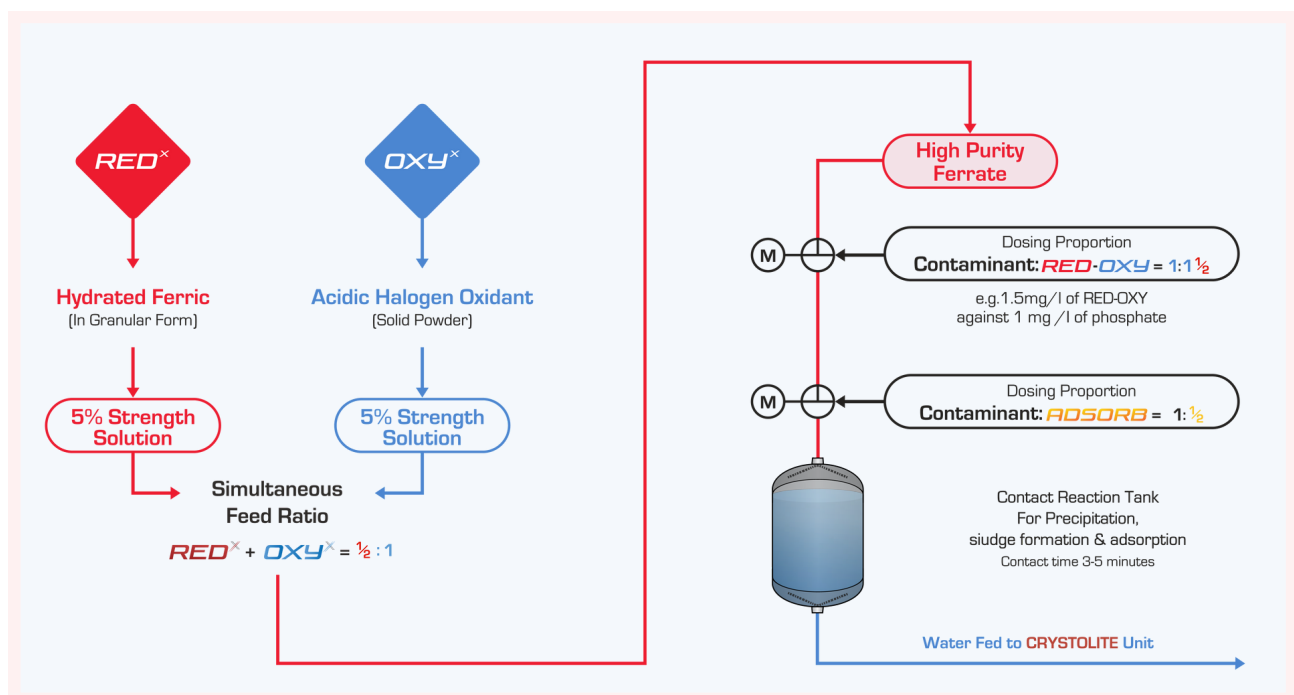 RED^x
OXY^x
Hydrated Ferric
(In Granular Form)
Acidic Halogen Oxidant
(Solid Powder)
5% Strength
Solution
5% Strength
Solution
Simultaneous
Feed Ratio
RED^x + OXY^x = ½ : 1
High Purity
Ferrate
M
Dosing Proportion
Contaminant: RED-OXY = 1:1 ½
e.g.1.5mg/l of RED-OXY
against 1 mg /l of phosphate
M
Dosing Proportion
Contaminant: ADSORB = 1:½
Contact Reaction Tank
For Precipitation,
siudge formation & adsorption
Contact time 3-5 minutes
Water Fed to CRYSTOLITE Unit